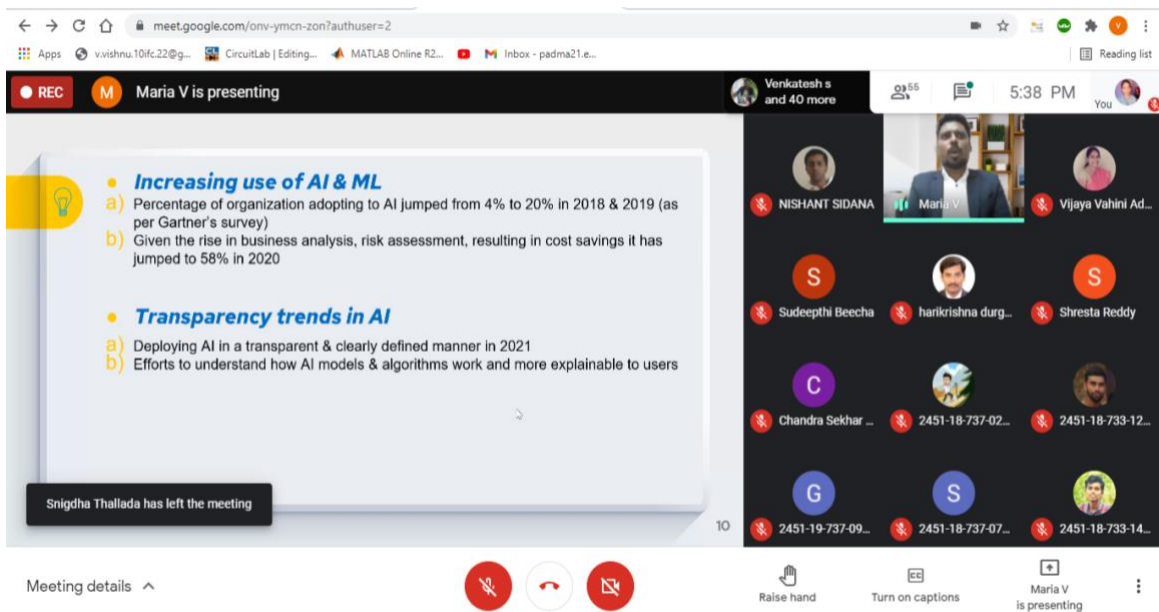 meet.google.com/onv-ymcn-zon?authuser=2
Apps
v.vishnu.10ifc.22@g...
CircuitLab | Editing...
MATLAB Online R2...
Inbox - padma21.e...
Reading list
REC
M
Maria V is presenting
Venkatesh s
and 40 more
55
5:38 PM
You
Increasing use of AI & ML
a) Percentage of organization adopting to AI jumped from 4% to 20% in 2018 & 2019 (as
per Gartner's survey)
b) Given the rise in business analysis, risk assessment, resulting in cost savings it has
jumped to 58% in 2020
Transparency trends in AI
a) Deploying AI in a transparent & clearly defined manner in 2021
b) Efforts to understand how AI models & algorithms work and more explainable to users
Snigdha Thallada has left the meeting
10
NISHANT SIDANA
Maria V
Vijaya Vahini Ad...
S
S
Sudeepthi Beecha
harikrishna durg...
Shresta Reddy
C
Chandra Sekhar ...
2451-18-737-02...
2451-18-733-12...
G
S
2451-19-737-09...
2451-18-737-07...
2451-18-733-14...
Meeting details
Raise hand
Turn on captions
Maria V
is presenting